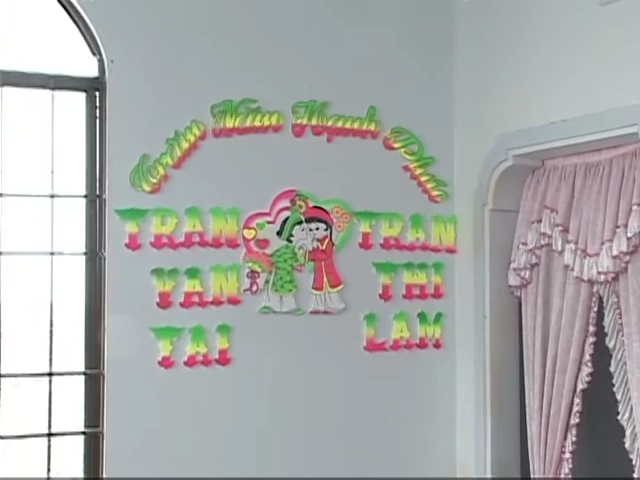 Trăm Năm Hạnh Phúc
TRAN
VAN
TAI
TRAN
THI
LAM